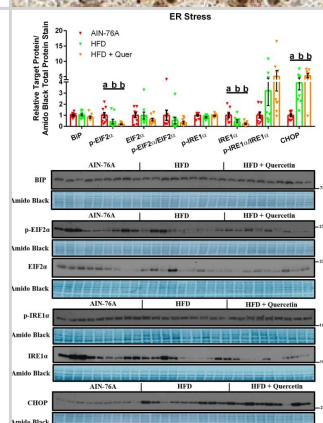 ER Stress
Relative Target Protein/
Amido Black Total Protein Stain
20
15
10
5
3
2
1
0
AIN-76A
HFD
HFD + Quer
a b b
a b b
a b b
BiP
p-EIF2α
EIF2α
p-EIF2α/EIF2α
p-IRE1α
IRE1α
p-IRE1α/IRE1α
CHOP
AIN-76A HFD HFD + Quercetin
BIP
Amido Black
AIN-76A HFD HFD + Quercetin
p-EIF2α
Amido Black
EIF2α
Amido Black
AIN-76A HFD HFD + Quercetin
p-IRE1α
Amido Black
IRE1α
Amido Black
AIN-76A HFD HFD + Quercetin
CHOP
Amido Black